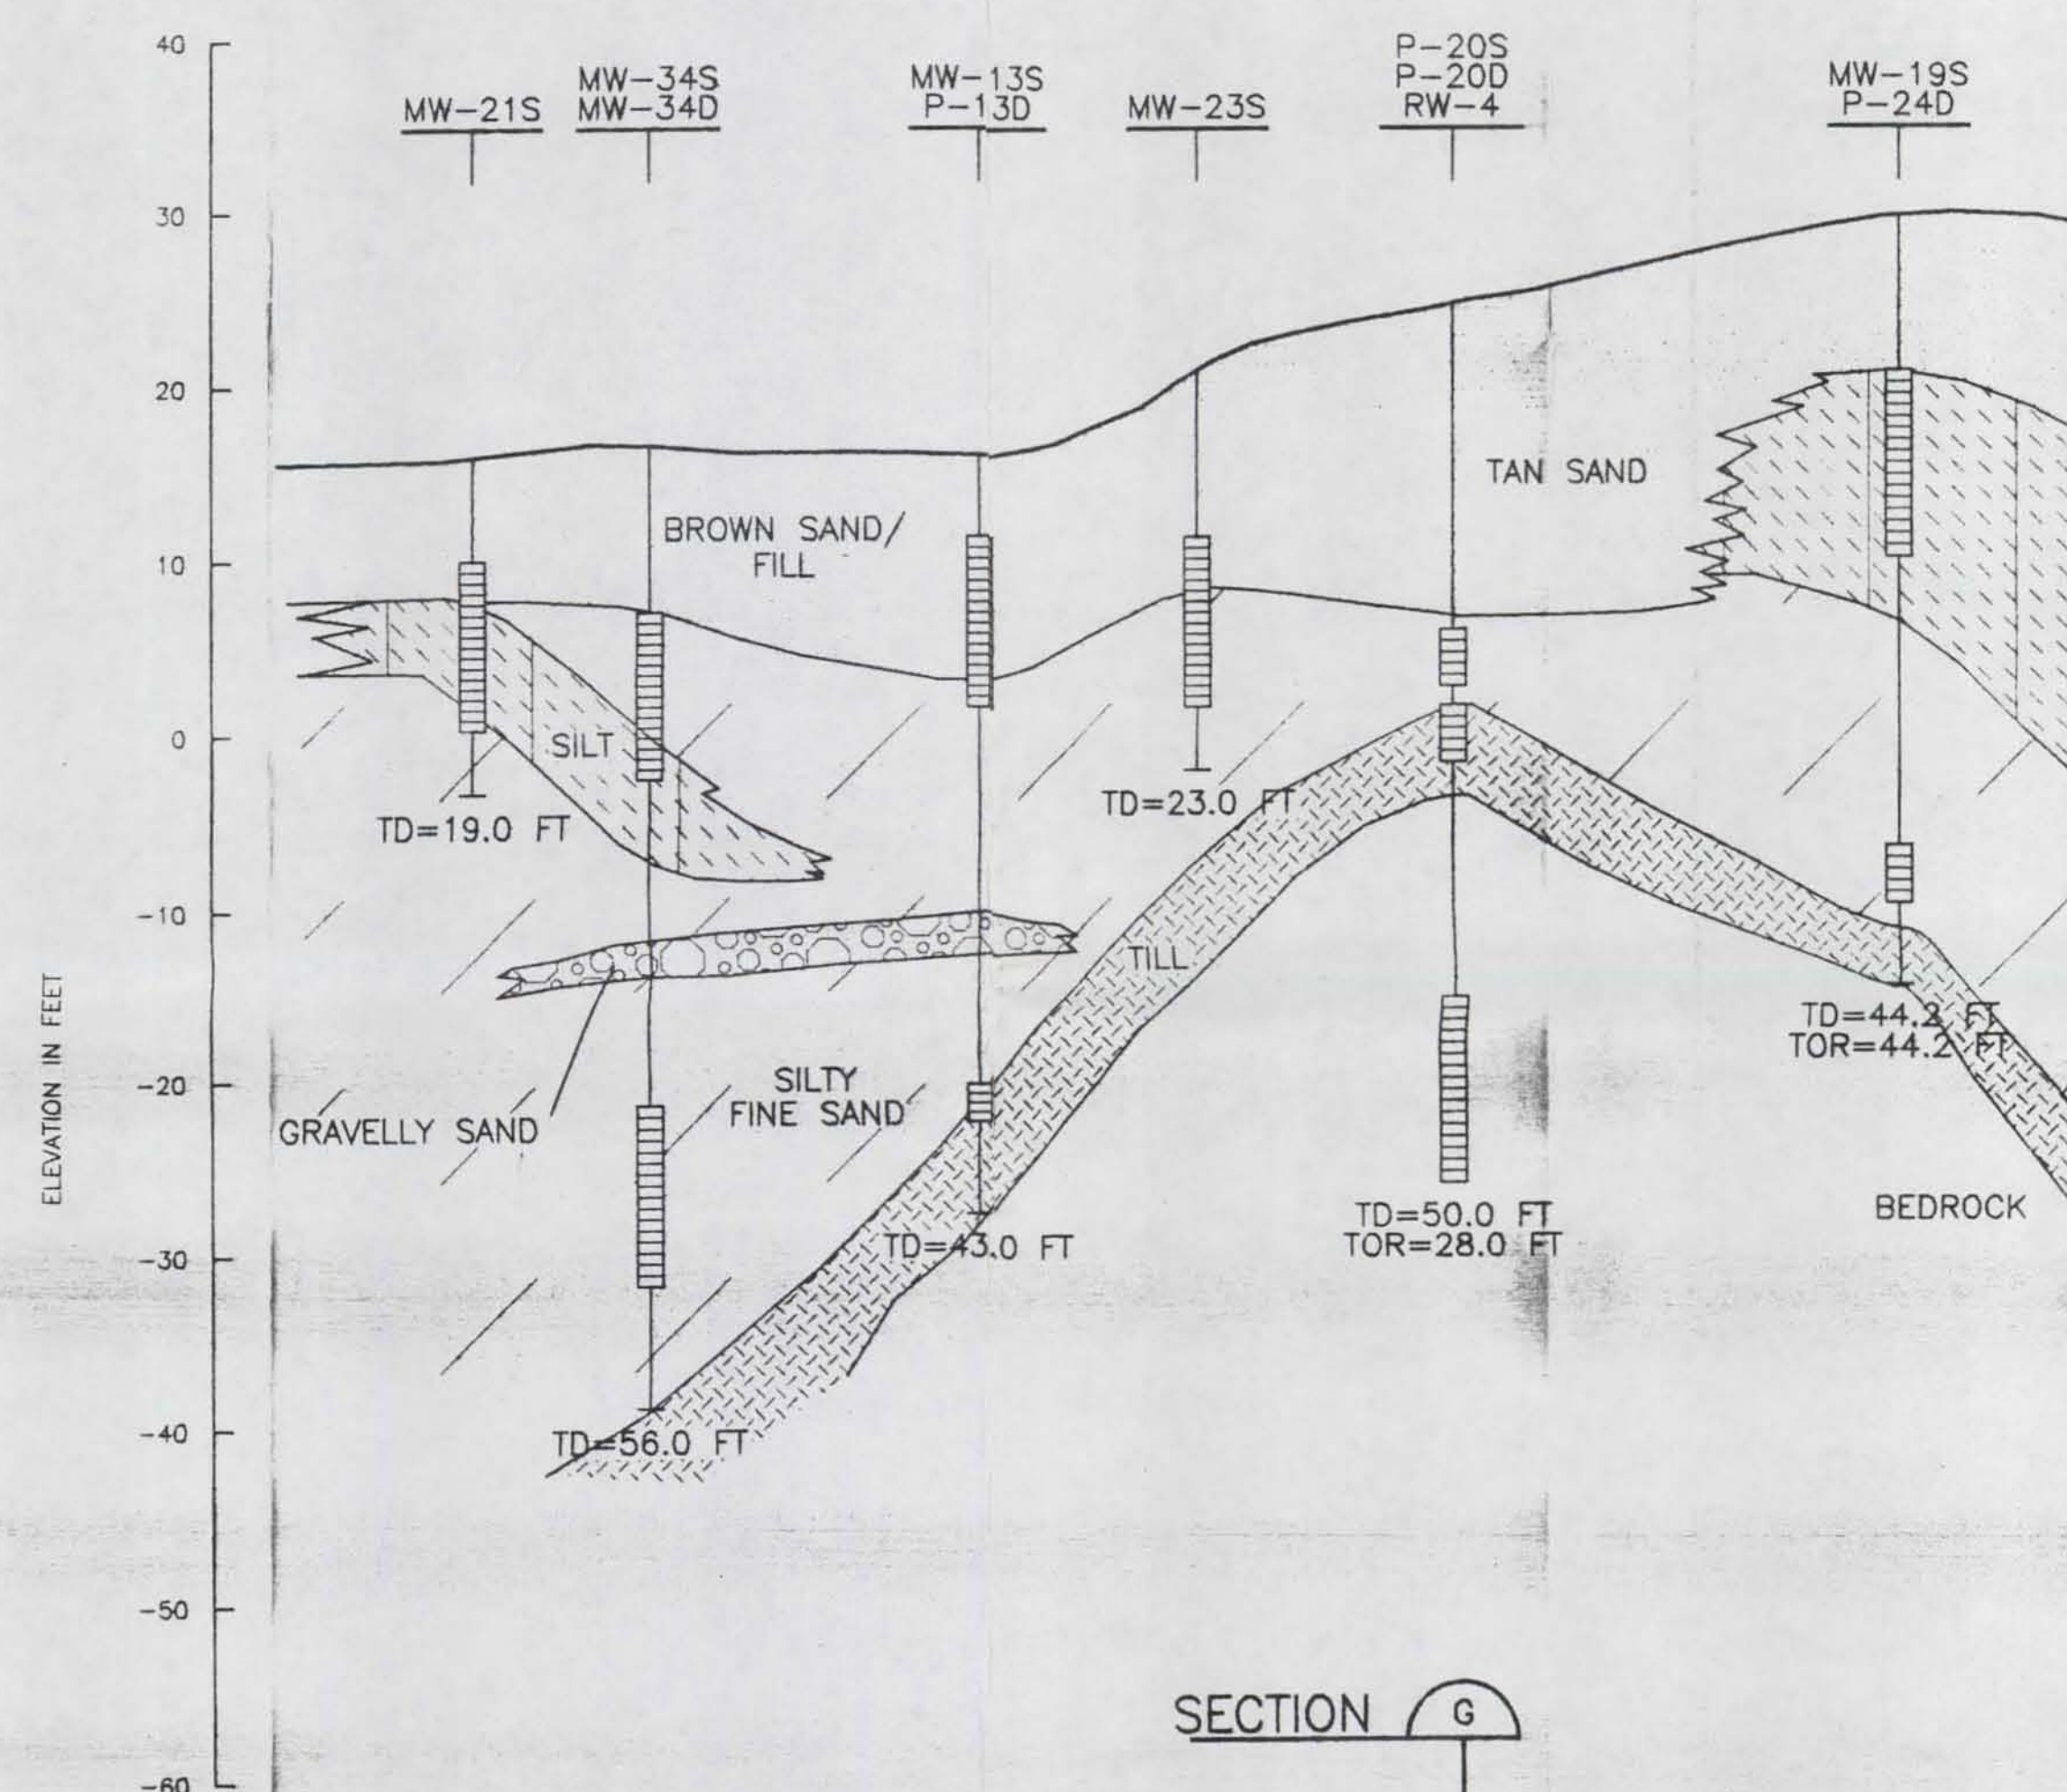 40
30
20
10
0
-10
-20
-30
-40
-50
-60
ELEVATION IN FEET
MW-21S
MW-34S
MW-34D
MW-13S
P-13D
MW-23S
P-20S
P-20D
RW-4
MW-19S
P-24D
TAN SAND
BROWN SAND/
FILL
SILT
TD=19.0 FT
TD=23.0 FT
TILL
TD=44.2 FT
TOR=44.2 FT
SILTY
FINE SAND
GRAVELLY SAND
BEDROCK
TD=50.0 FT
TOR=28.0 FT
TD=43.0 FT
TD=56.0 FT
SECTION G